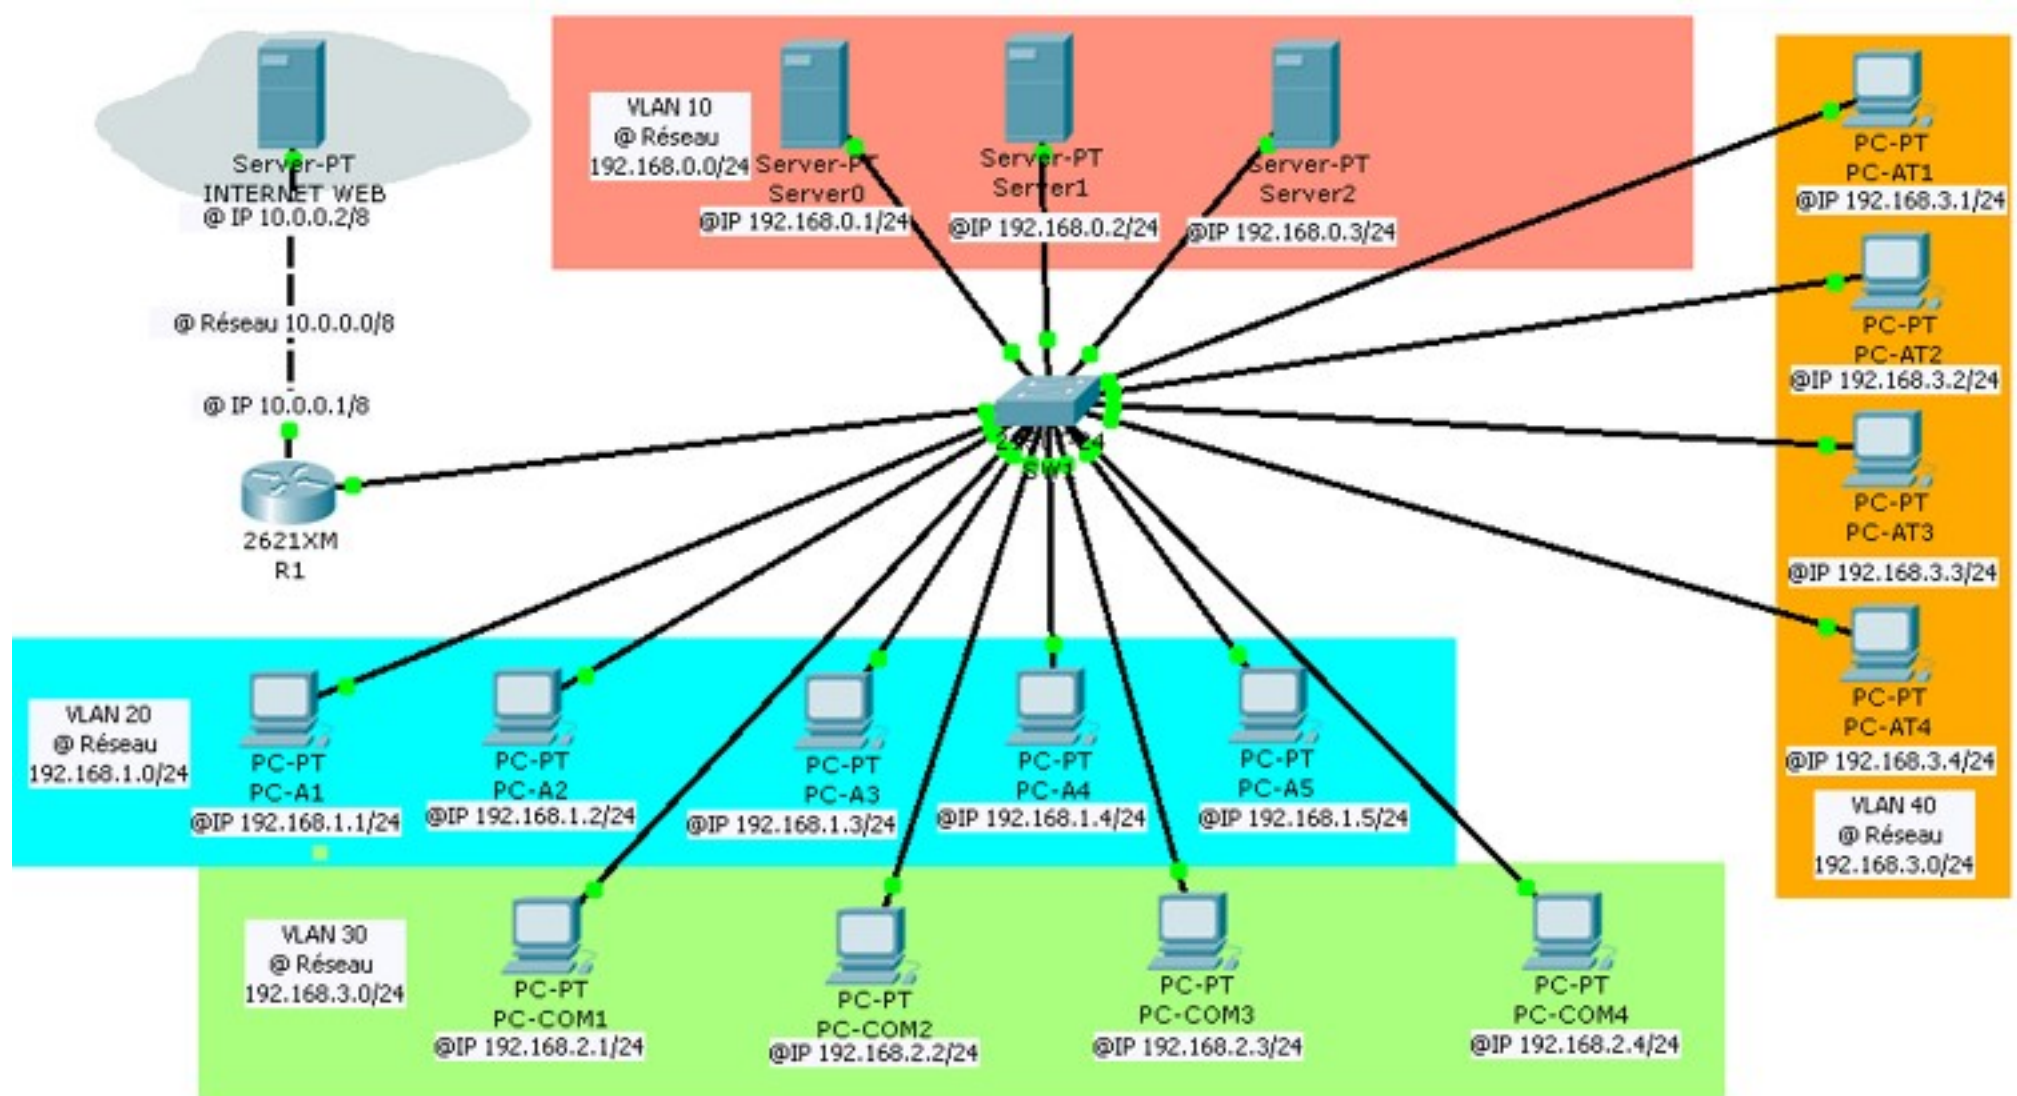 Server-PT
INTERNET WEB
@ IP 10.0.0.2/8
@ Réseau 10.0.0.0/8
@ IP 10.0.0.1/8
2621XM
R1
VLAN 10
@ Réseau
192.168.0.0/24
Server-PT
Server0
@IP 192.168.0.1/24
Server-PT
Server1
@IP 192.168.0.2/24
Server-PT
Server2
@IP 192.168.0.3/24
SW1
PC-PT
PC-AT1
@IP 192.168.3.1/24
PC-PT
PC-AT2
@IP 192.168.3.2/24
PC-PT
PC-AT3
@IP 192.168.3.3/24
PC-PT
PC-AT4
@IP 192.168.3.4/24
VLAN 40
@ Réseau
192.168.3.0/24
VLAN 20
@ Réseau
192.168.1.0/24
PC-PT
PC-A1
@IP 192.168.1.1/24
PC-PT
PC-A2
@IP 192.168.1.2/24
PC-PT
PC-A3
@IP 192.168.1.3/24
PC-PT
PC-A4
@IP 192.168.1.4/24
PC-PT
PC-A5
@IP 192.168.1.5/24
VLAN 30
@ Réseau
192.168.3.0/24
PC-PT
PC-COM1
@IP 192.168.2.1/24
PC-PT
PC-COM2
@IP 192.168.2.2/24
PC-PT
PC-COM3
@IP 192.168.2.3/24
PC-PT
PC-COM4
@IP 192.168.2.4/24